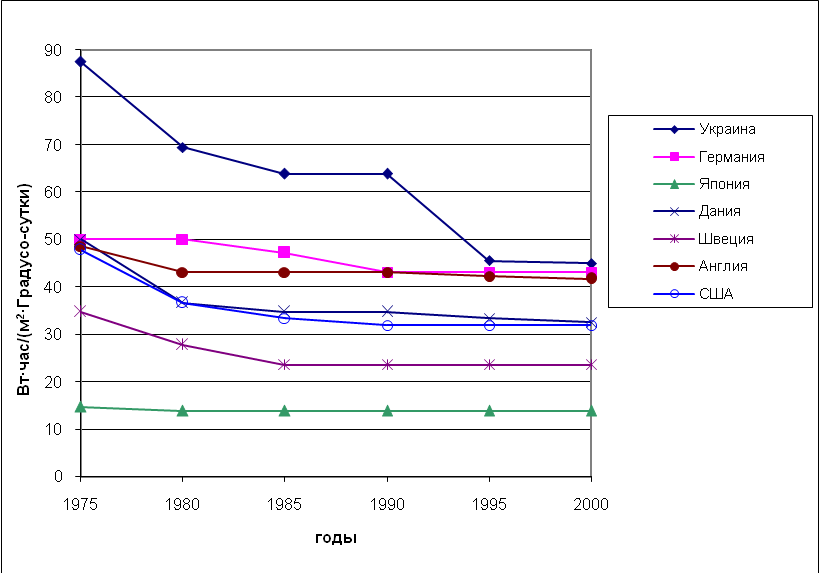 90
80
70
60
50
40
30
20
10
0
Вт·час/(м²·Градусо-сутки)
1975 1980 1985 1990 1995 2000
годы
Украина
Германия
Япония
Дания
Швеция
Англия
США